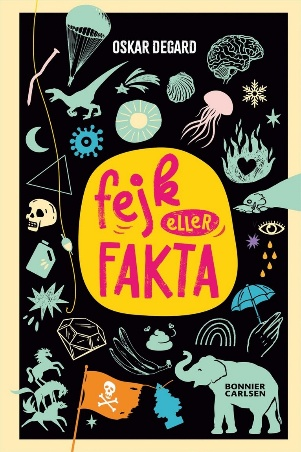 OSKAR DEGARD
fejk
ELLER
FAKTA
BONNIER
CARLSEN